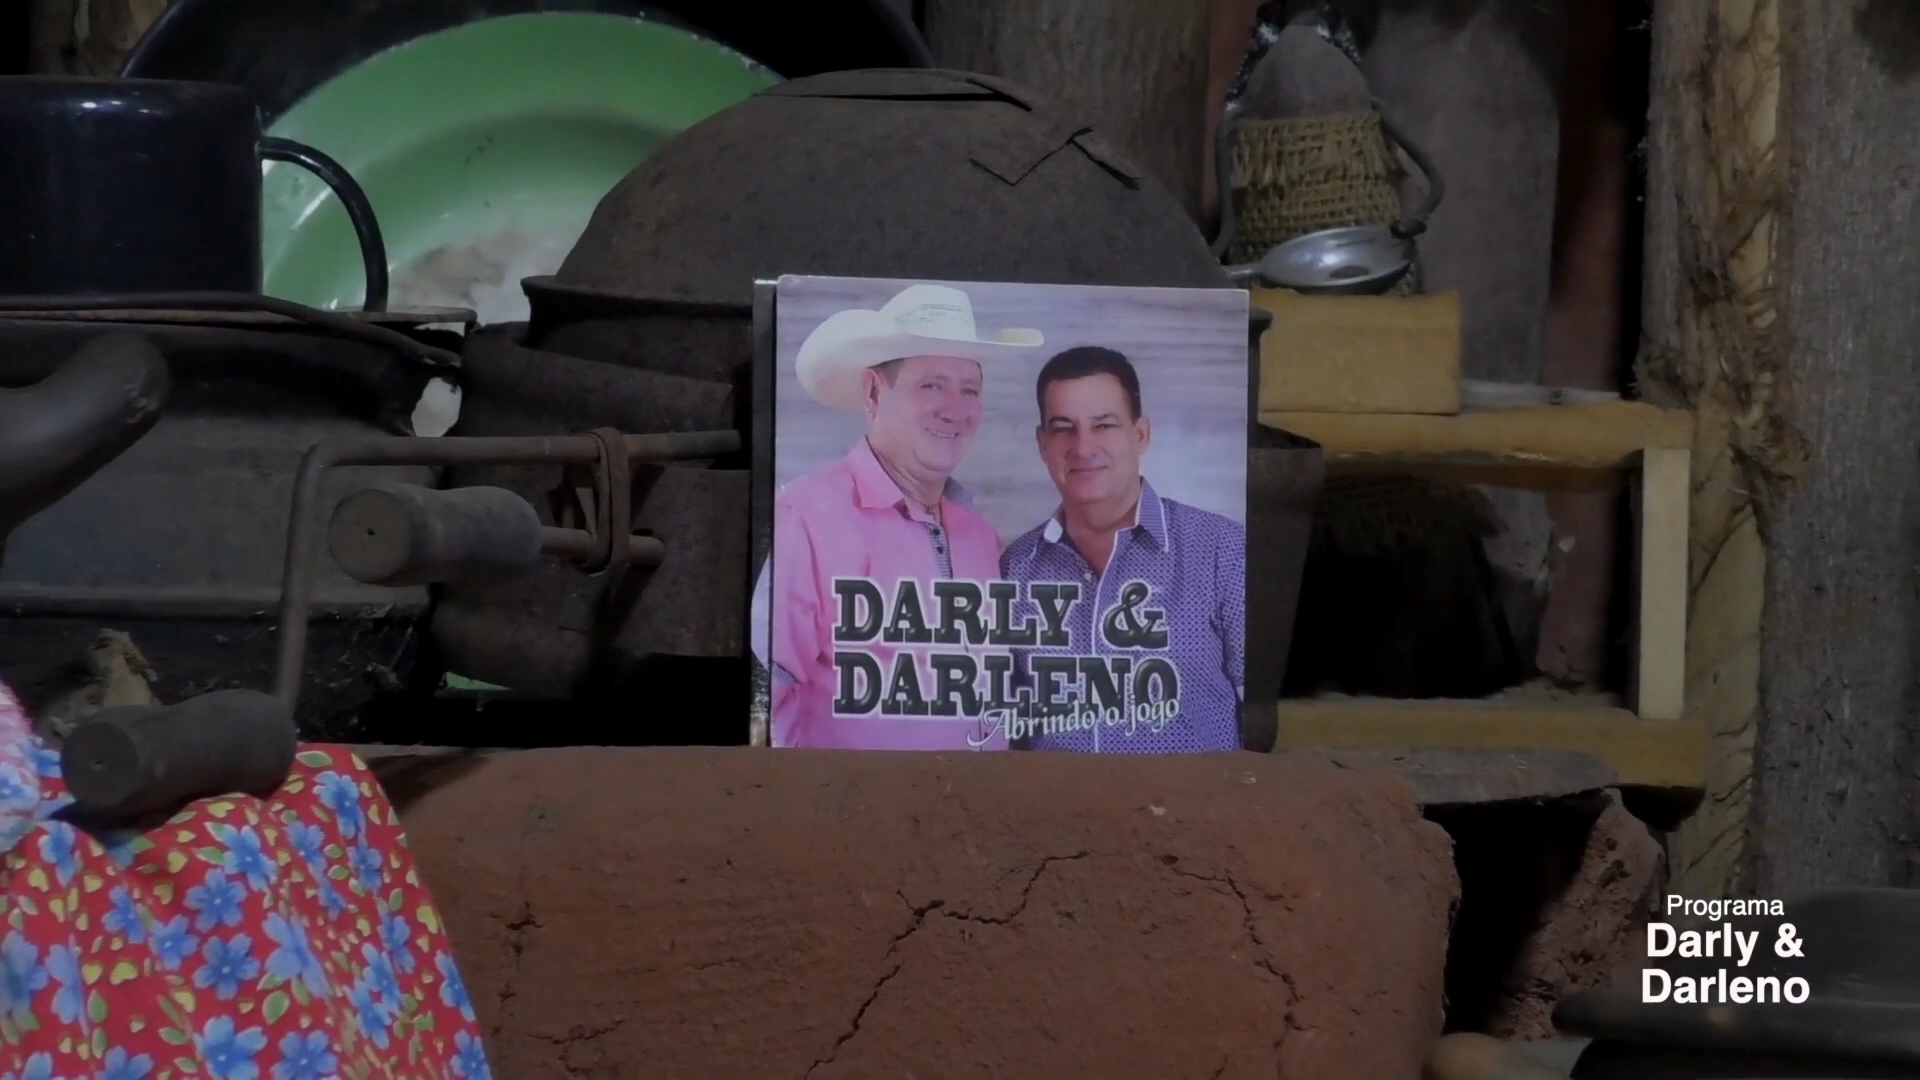 DARLY &
DARLENO
Abrindo o jogo
Programa
Darly &
Darleno